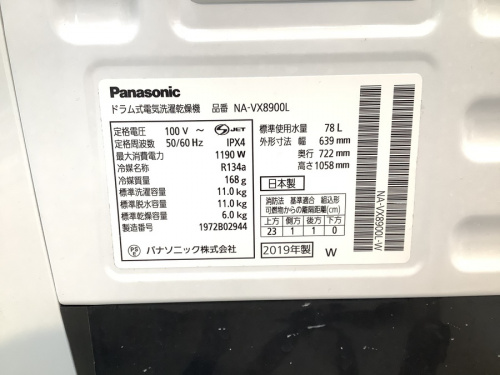 Panasonic
ドラム式電気洗濯乾燥機 品番 NA-VX8900L
定格電圧 100 V ～ S JET
定格周波数 50/60 Hz IPX4
最大消費電力 1190 W
冷媒名称 R134a
冷媒量 168 g
標準洗濯容量 11.0 kg
標準脱水容量 11.0 kg
標準乾燥容量 6.0 kg
製造番号 1972B02944
PS E パナソニック株式会社
標準使用水量 78 L
外形寸法 幅 639 mm
奥行 722 mm
高さ 1058 mm
日本製
消防法 基準適合 組込形
可燃物からの離隔距離(cm)
上方 側方 後方 下方
23 1 1 0
2019年製 W
NA-VX8900L-W